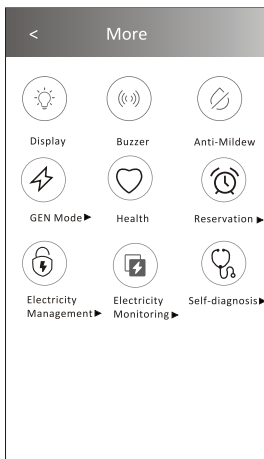 < More
Display Buzzer Anti-Mildew
GEN Mode▶ Health Reservation▶
Electricity Electricity Self-diagnosis▶
Management▶ Monitoring▶